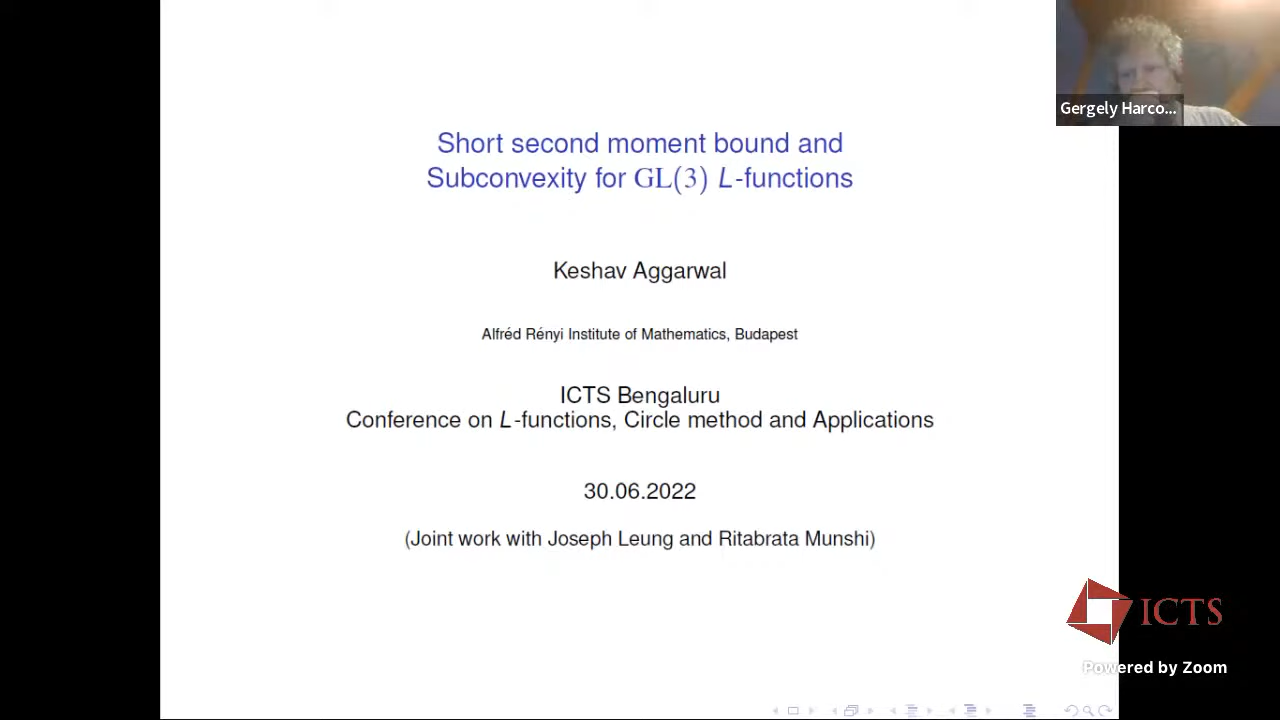 Gergely Harco...
Short second moment bound and
Subconvexity for GL(3) L-functions
Keshav Aggarwal
Alfréd Rényi Institute of Mathematics, Budapest
ICTS Bengaluru
Conference on L-functions, Circle method and Applications
30.06.2022
(Joint work with Joseph Leung and Ritabrata Munshi)
ICTS
Powered by Zoom